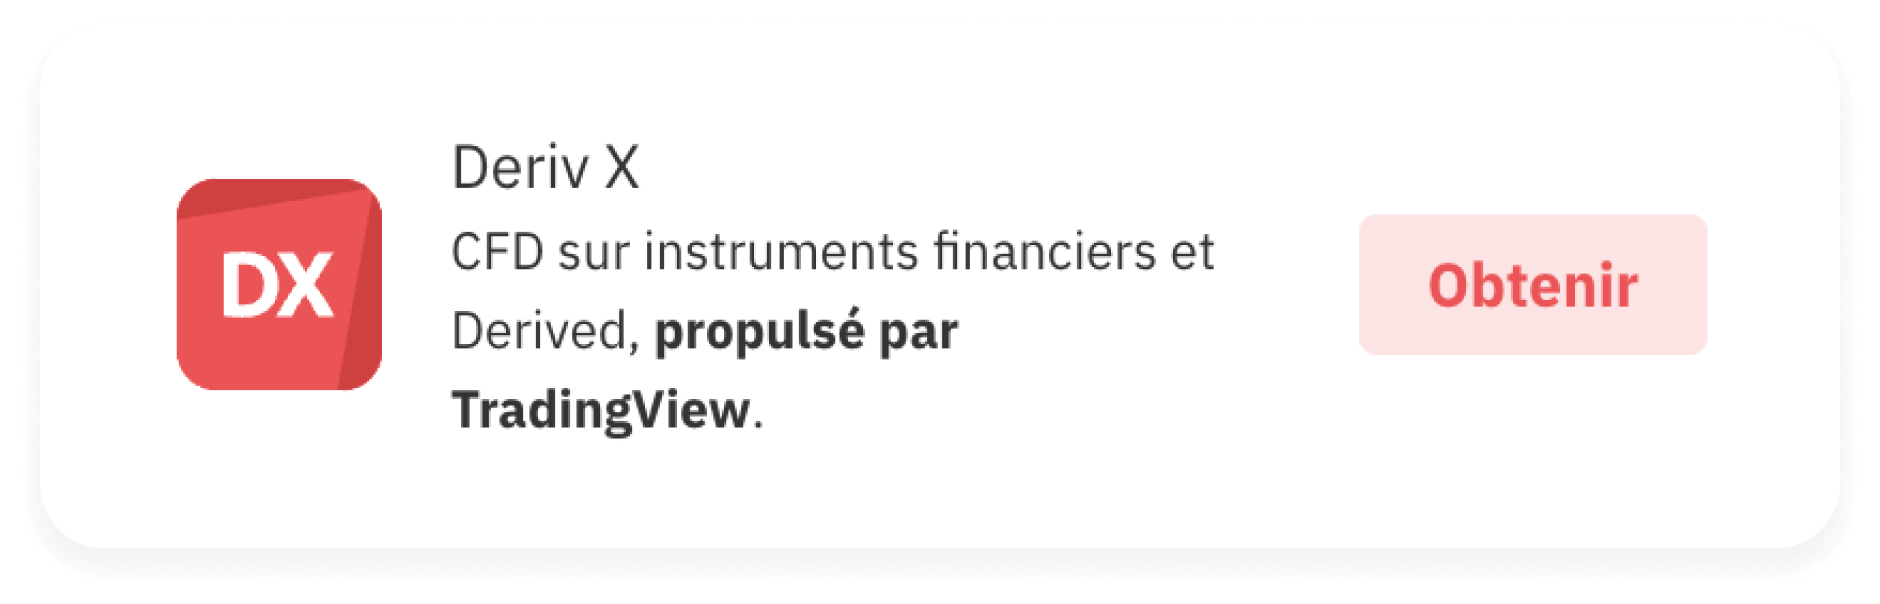 DX
Deriv X
CFD sur instruments financiers et
Derived, propulsé par
TradingView.
Obtenir